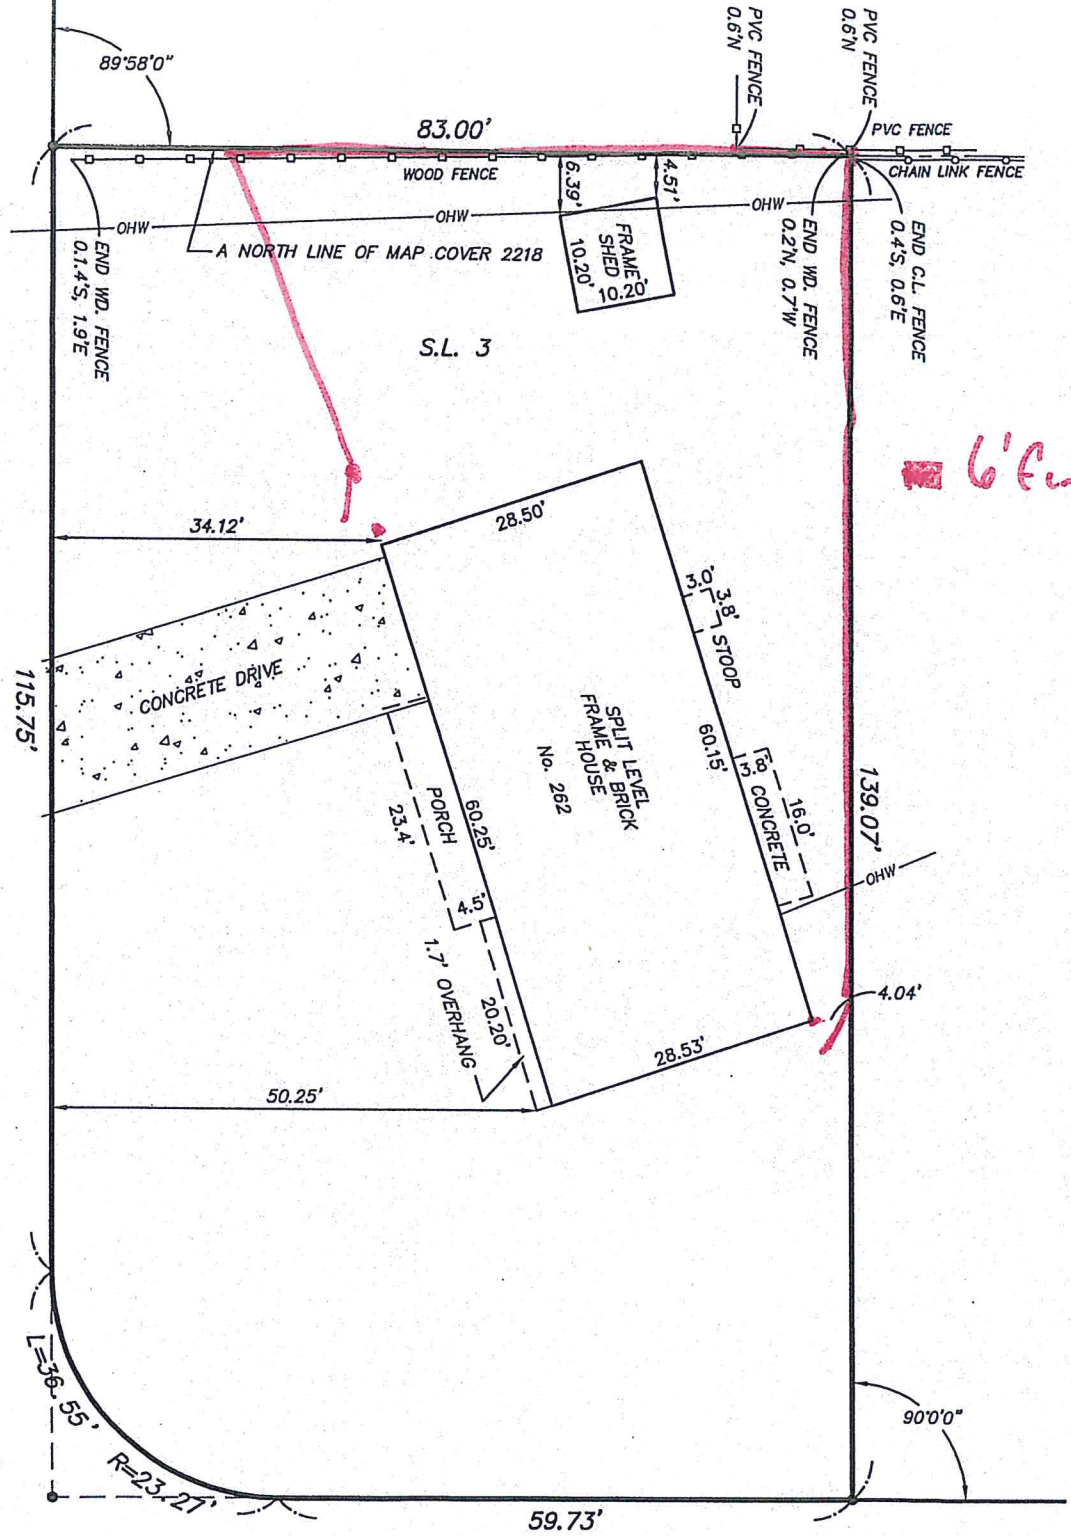 PVC FENCE
0.6'N
PVC FENCE
0.6'N
89°58'0"
83.00'
PVC FENCE
WOOD FENCE
CHAIN LINK FENCE
6.39'
4.51'
OHW
OHW
OHW
A NORTH LINE OF MAP COVER 2218
END WD. FENCE
0.1.4'S, 1.9'E
FRAME
SHED
10.20'
10.20'
END WD. FENCE
0.2'N, 0.7'W
END C.L. FENCE
0.4'S, 0.6'E
S.L. 3
6'
28.50'
34.12'
3.0'
3.8'
STOOP
CONCRETE DRIVE
115.75'
SPLIT LEVEL
FRAME & BRICK
HOUSE
No. 262
60.15'
3.8'
16.0'
CONCRETE
139.07'
OHW
PORCH
23.4'
60.25'
4.5'
1.7' OVERHANG
20.20'
4.04'
28.53'
50.25'
L=36.55'
R=23.27'
90°0'0"
59.73'